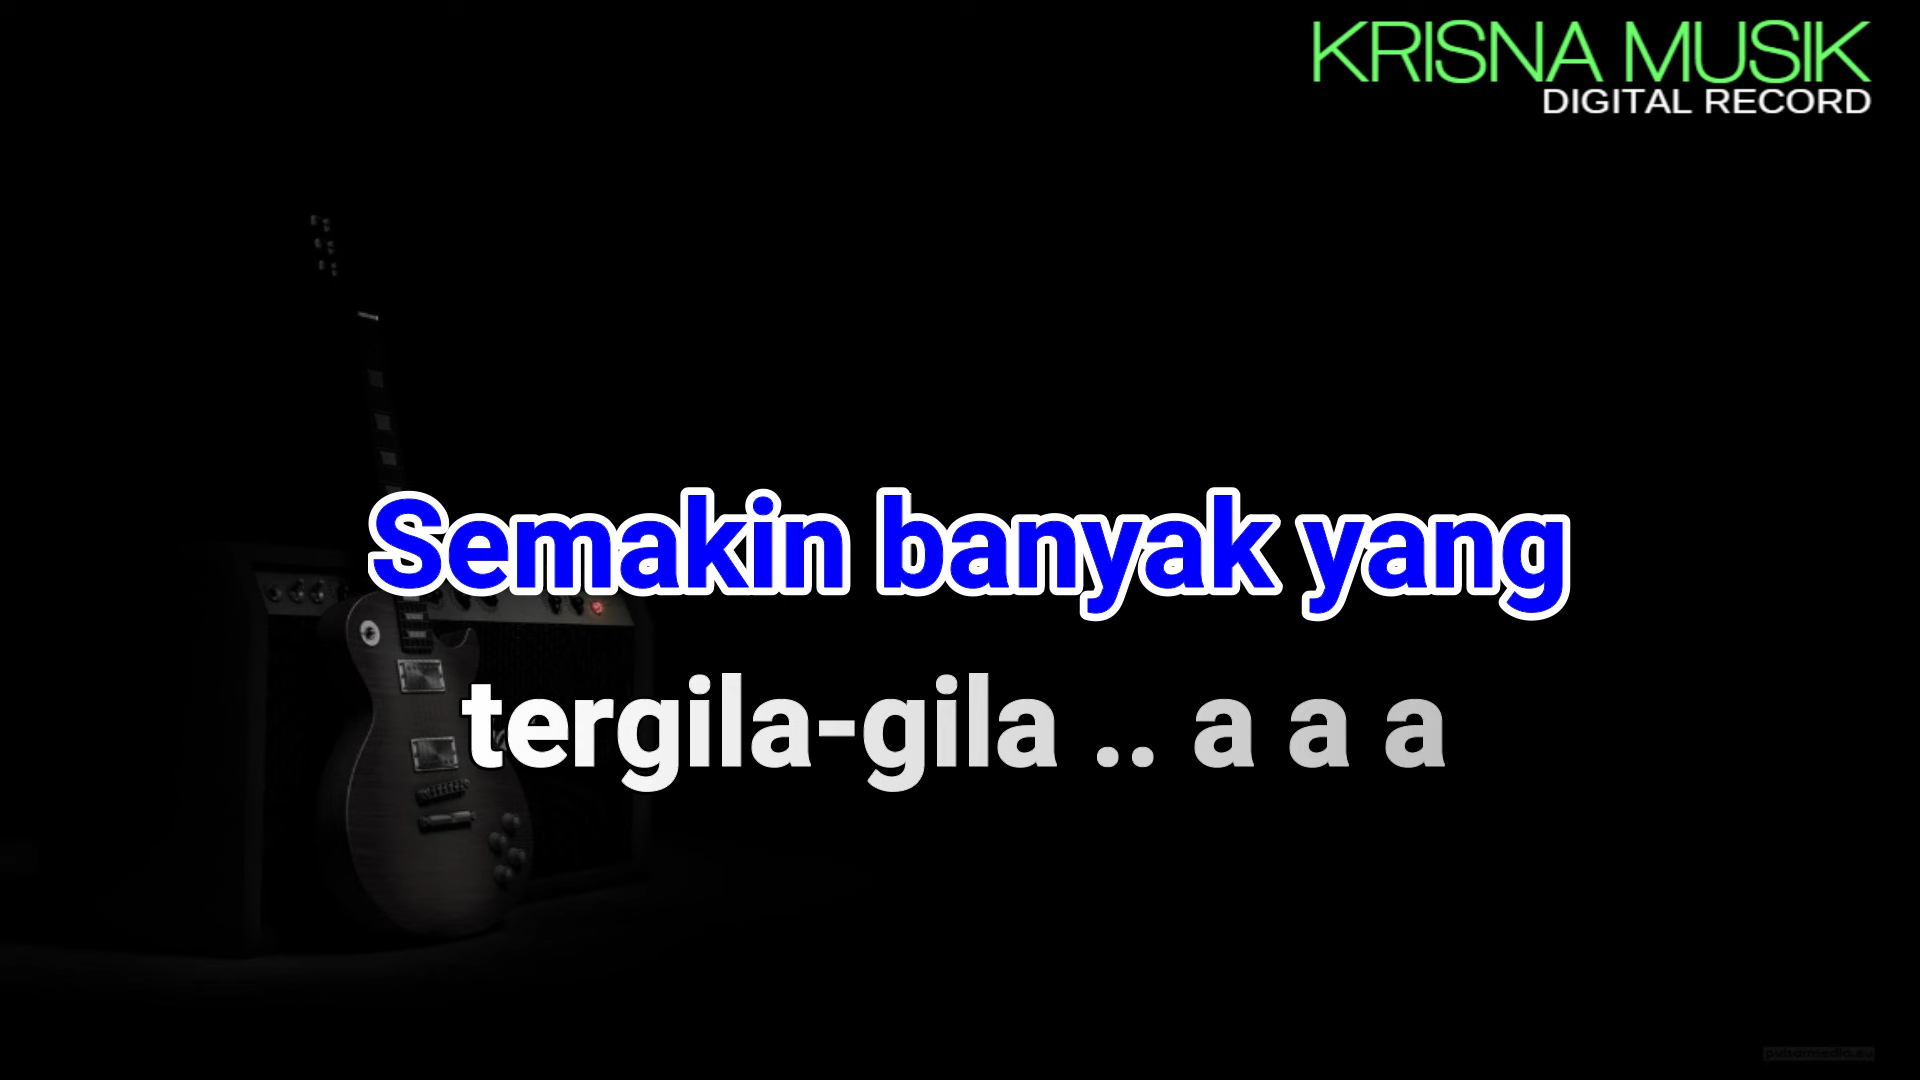 KRISNA MUSIK
DIGITAL RECORD
Semakin banyak yang
tergila-gila .. a a a